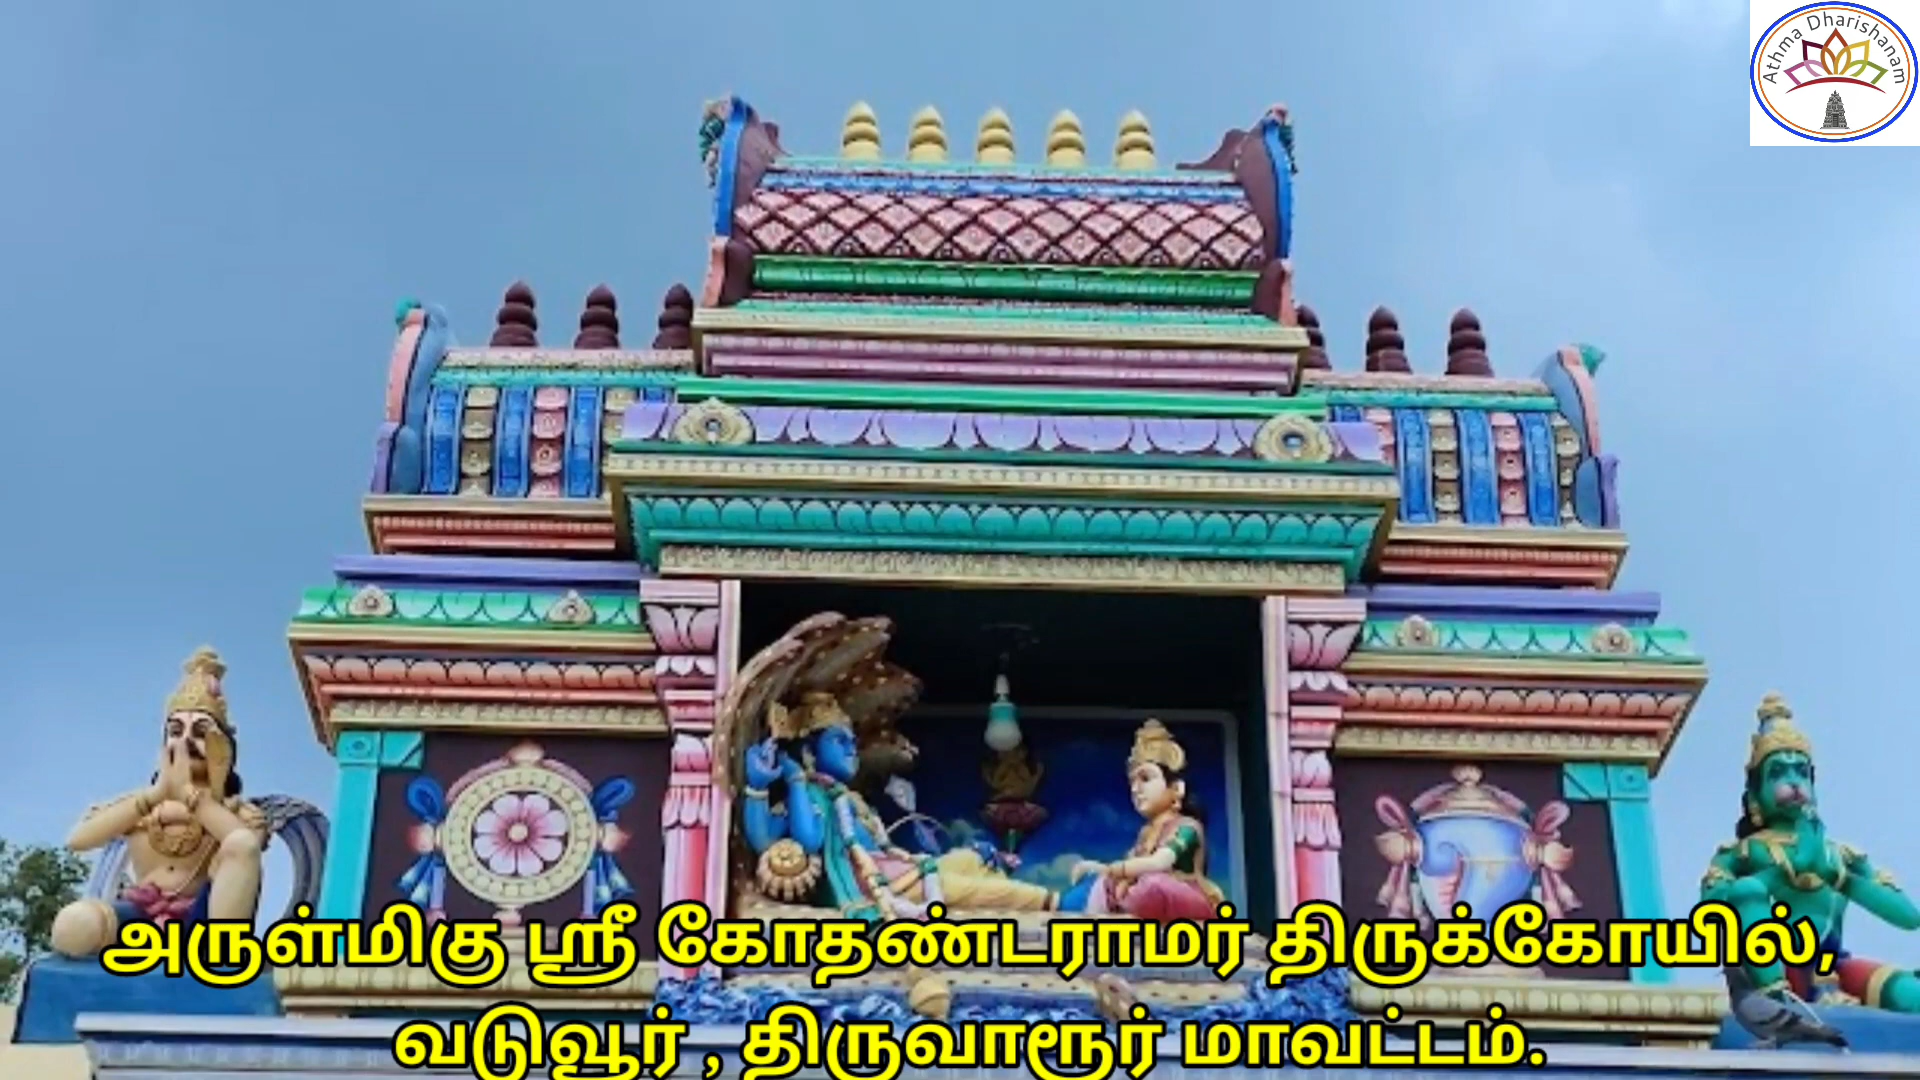 Athma Dharishanam
அருள்மிகு ஸ்ரீ கோதண்டராமர் திருக்கோயில்,
வடுவூர் , திருவாரூர் மாவட்டம்.